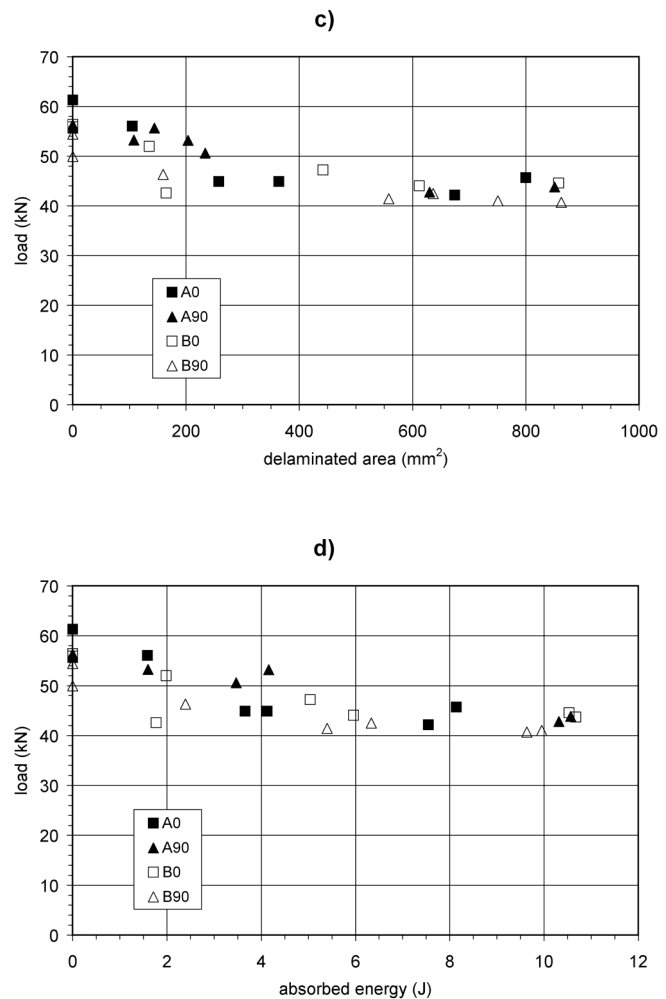 c)
70
60
50
40
30
20
10
0
load (kN)
A0
A90
B0
B90
0 200 400 600 800 1000
delaminated area (mm²)
d)
70
60
50
40
30
20
10
0
load (kN)
A0
A90
B0
B90
0 2 4 6 8 10 12
absorbed energy (J)